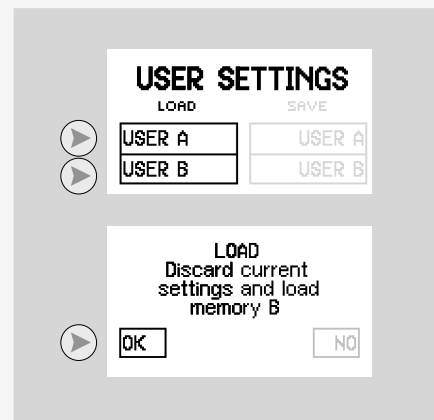 USER SETTINGS
LOAD SAVE
USER A USER A
USER B USER B
LOAD
Discard current
settings and load
memory B
OK NO